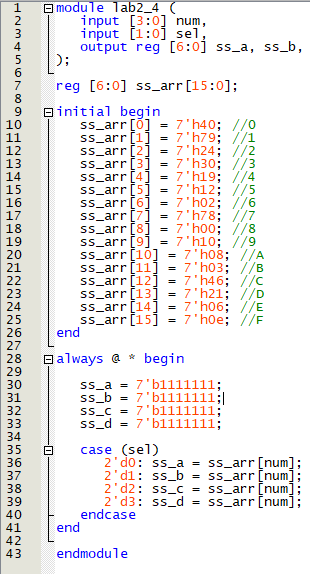 1 module lab2_4 (
2 input [3:0] num,
3 input [1:0] sel,
4 output reg [6:0] ss_a, ss_b,
5 );
6
7 reg [6:0] ss_arr[15:0];
8
9 initial begin
10 ss_arr[0] = 7'h40; //0
11 ss_arr[1] = 7'h79; //1
12 ss_arr[2] = 7'h24; //2
13 ss_arr[3] = 7'h30; //3
14 ss_arr[4] = 7'h19; //4
15 ss_arr[5] = 7'h12; //5
16 ss_arr[6] = 7'h02; //6
17 ss_arr[7] = 7'h78; //7
18 ss_arr[8] = 7'h00; //8
19 ss_arr[9] = 7'h10; //9
20 ss_arr[10] = 7'h08; //A
21 ss_arr[11] = 7'h03; //B
22 ss_arr[12] = 7'h46; //C
23 ss_arr[13] = 7'h21; //D
24 ss_arr[14] = 7'h06; //E
25 ss_arr[15] = 7'h0e; //F
26 end
27
28 always @ * begin
29
30 ss_a = 7'b1111111;
31 ss_b = 7'b1111111;
32 ss_c = 7'b1111111;
33 ss_d = 7'b1111111;
34
35 case (sel)
36 2'd0: ss_a = ss_arr[num];
37 2'd1: ss_b = ss_arr[num];
38 2'd2: ss_c = ss_arr[num];
39 2'd3: ss_d = ss_arr[num];
40 endcase
41 end
42
43 endmodule